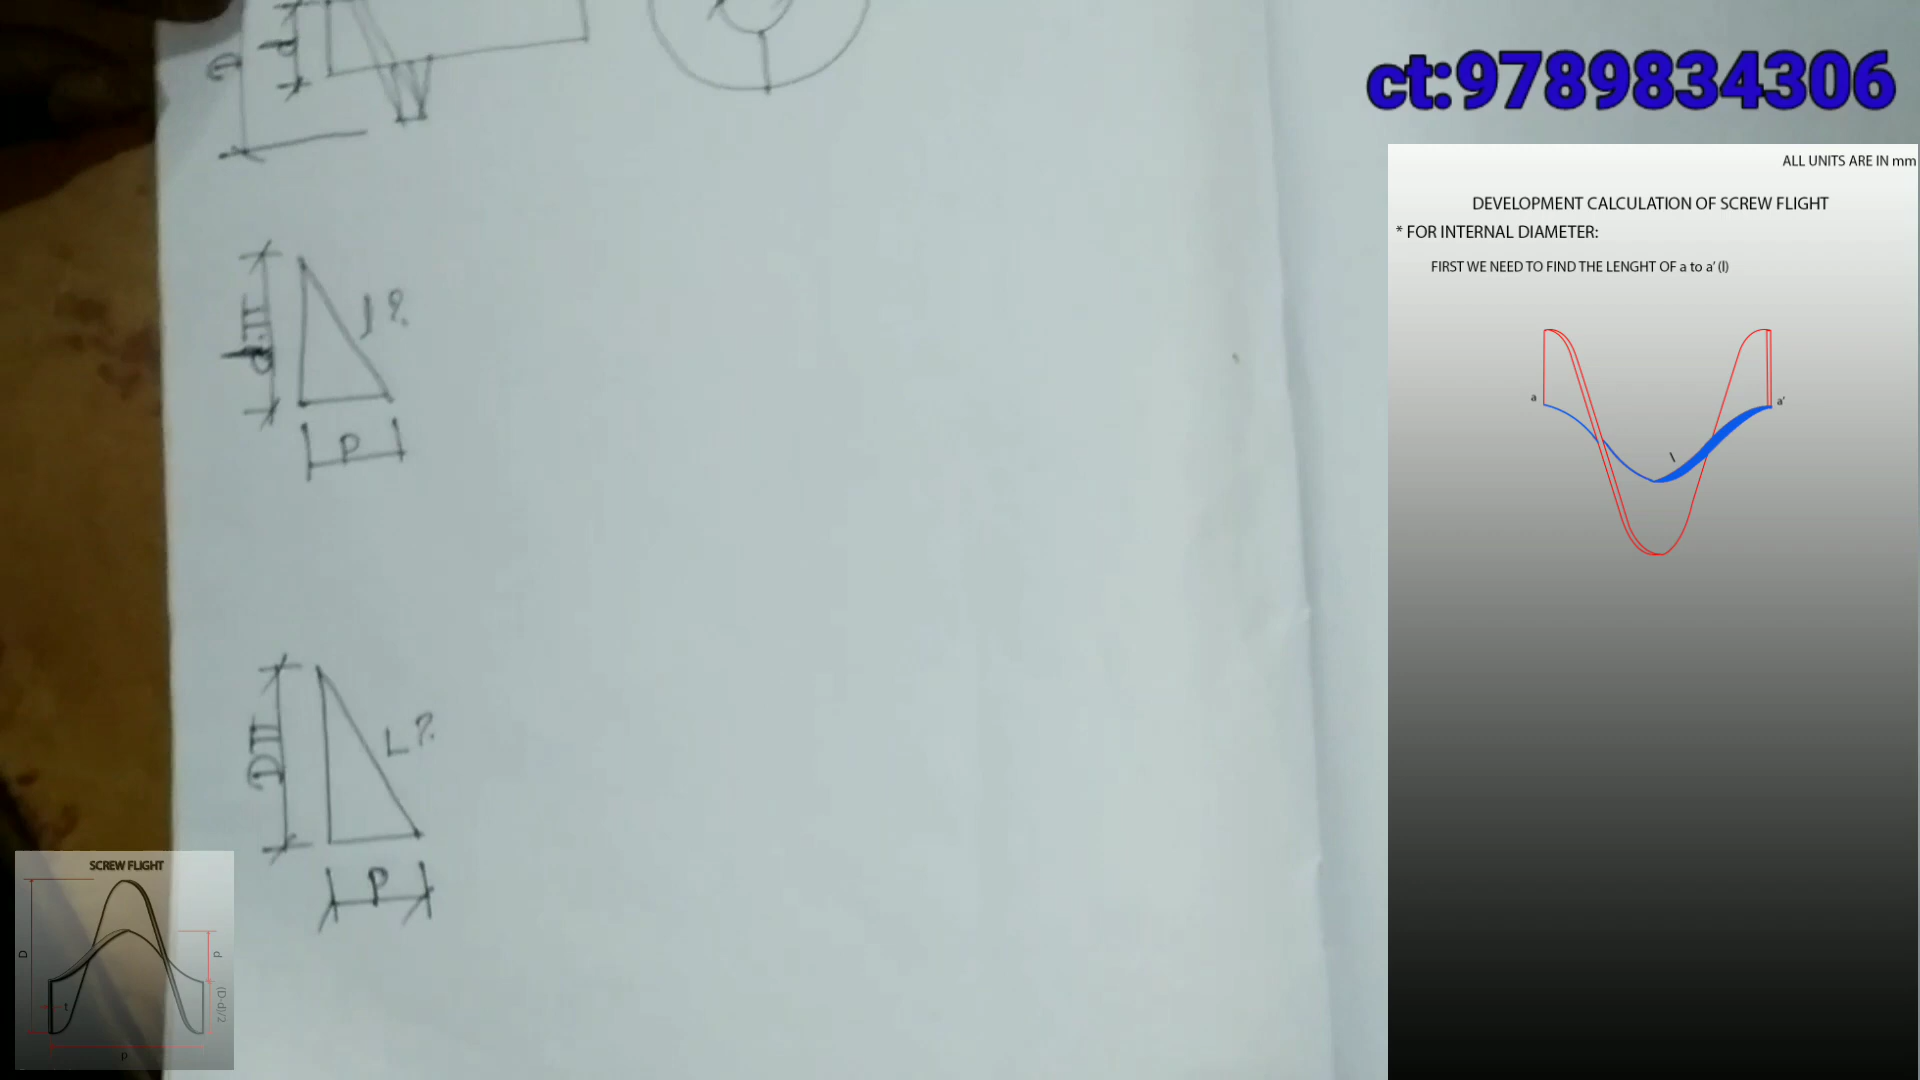 ct:9789834306
ALL UNITS ARE IN mm
DEVELOPMENT CALCULATION OF SCREW FLIGHT
* FOR INTERNAL DIAMETER:
FIRST WE NEED TO FIND THE LENGHT OF a to a' (l)
a
a'
l
D
d
d.π
l?
P
Dπ
L?
P
SCREW FLIGHT
D
d
(D-d)/2
t
p